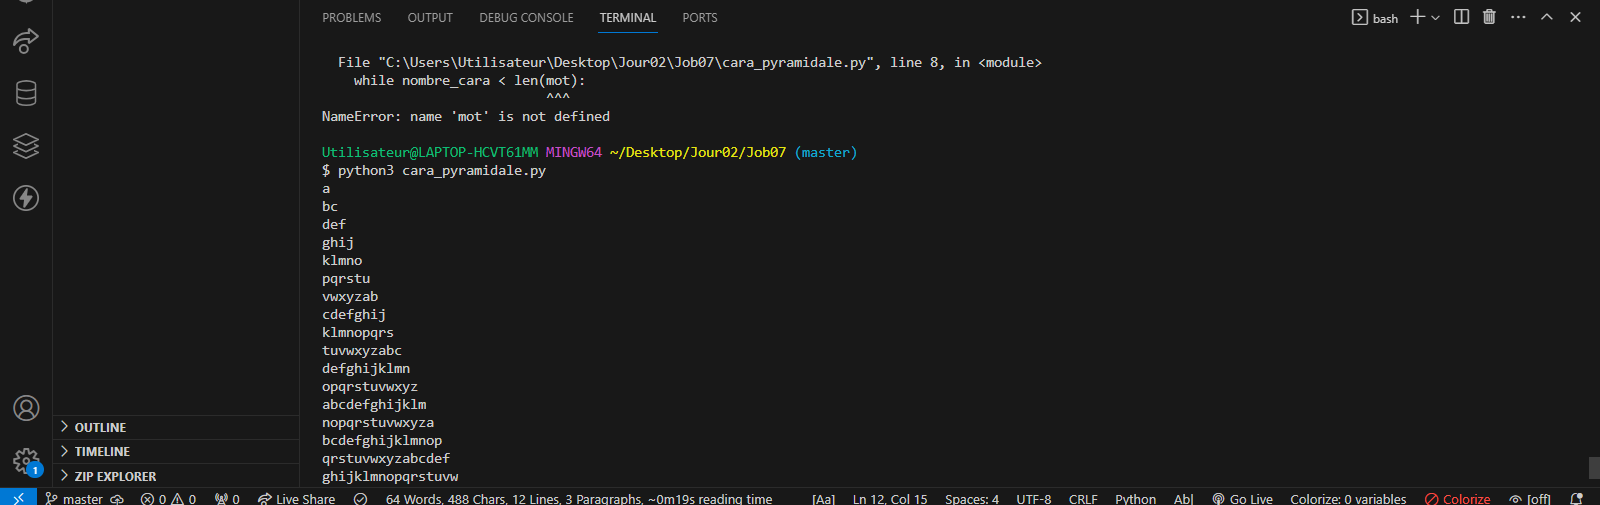 PROBLEMS OUTPUT DEBUG CONSOLE TERMINAL PORTS bash
File "C:\Users\Utilisateur\Desktop\Jour02\Job07\cara_pyramidale.py", line 8, in <module>
while nombre_cara < len(mot):
^^^
NameError: name 'mot' is not defined
Utilisateur@LAPTOP-HCVT61MM MINGW64 ~/Desktop/Jour02/Job07 (master)
$ python3 cara_pyramidale.py
a
bc
def
ghij
klmno
pqrstu
vwxyzab
cdefghij
klmnopqrs
tuvwxyzabc
defghijklmn
opqrstuvwxyz
abcdefghijklm
nopqrstuvwxyza
bcdefghijklmnop
qrstuvwxyzabcdef
ghijklmnopqrstuvw
OUTLINE
TIMELINE
ZIP EXPLORER
1
master 0 0 0 Live Share 64 Words, 488 Chars, 12 Lines, 3 Paragraphs, ~0m19s reading time [Aa] Ln 12, Col 15 Spaces: 4 UTF-8 CRLF Python Ab| Go Live Colorize: 0 variables Colorize [off]